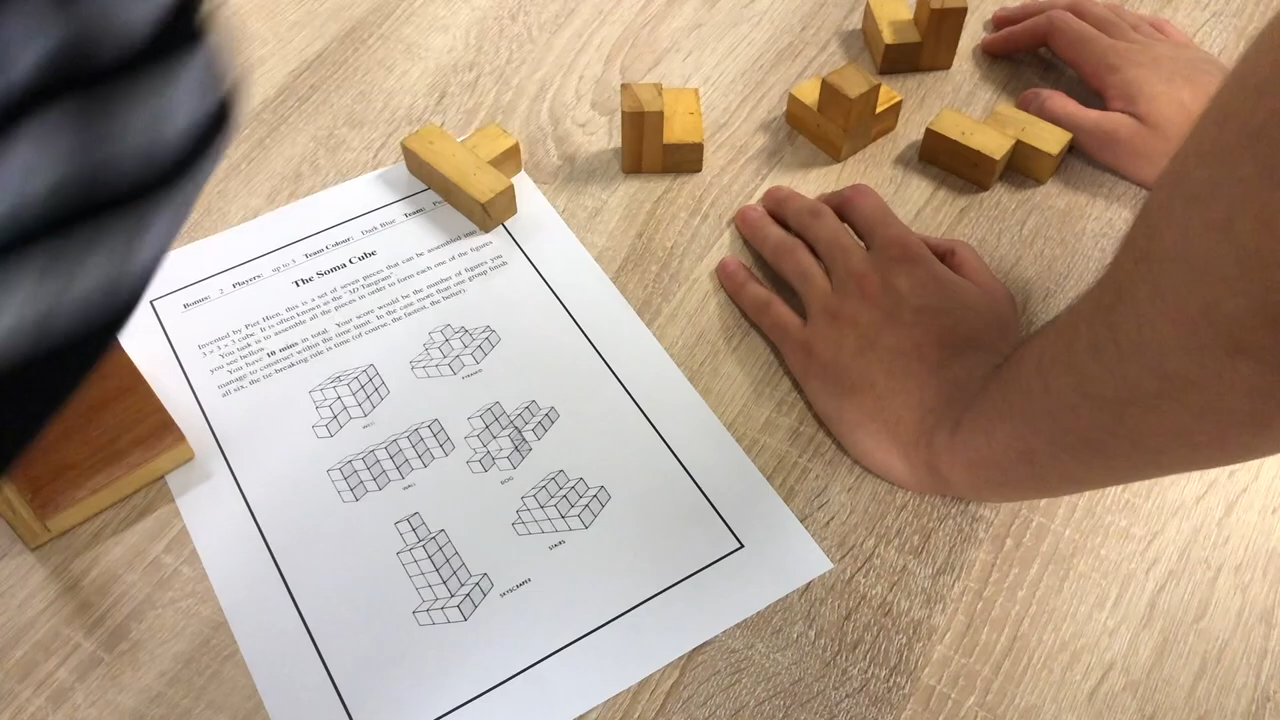 Bonus: 2 Players: up to 3 Team Colour: Dark Blue Team:
The Soma Cube
Invented by Piet Hien, this is a set of seven pieces that can be assembled into
3 × 3 × 3 cube. It is often known as the "3D Tangram".
You task is to assemble all the pieces in order to form each one of the figures
you see bellow.
You have 10 mins in total. Your score would be the number of figures you
manage to construct within the time limit. In the case more than one group finish
all six, the tie-breaking rule is time (of course, the fastest, the better).
PYRAMID
WELL
WALL
DOG
STAIRS
SKYSCRAPER